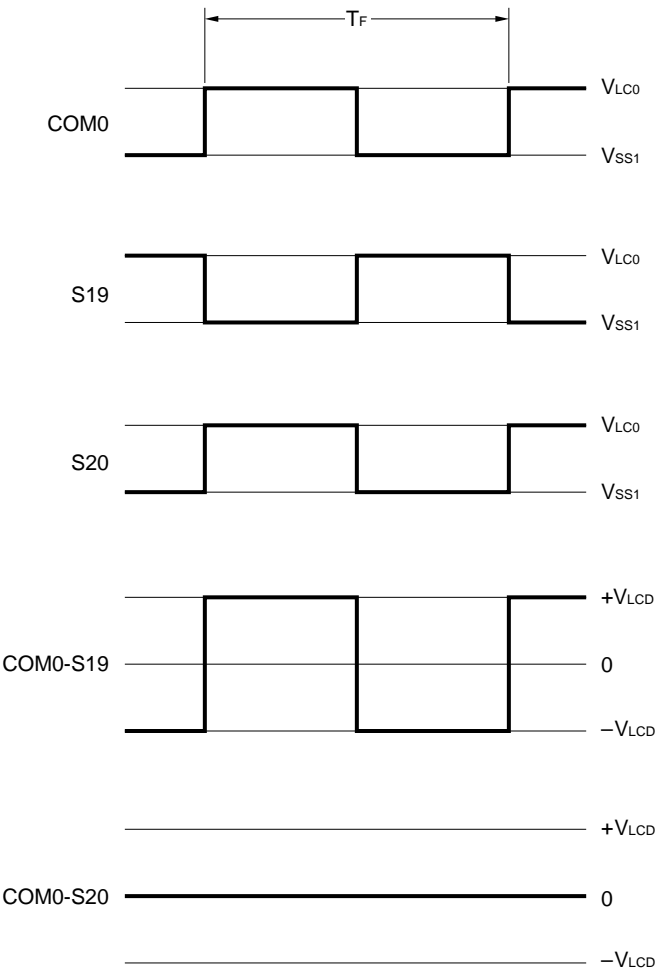 TF
COM0
VLC0
VSS1
S19
VLC0
VSS1
S20
VLC0
VSS1
COM0-S19
+VLCD
0
–VLCD
COM0-S20
+VLCD
0
–VLCD